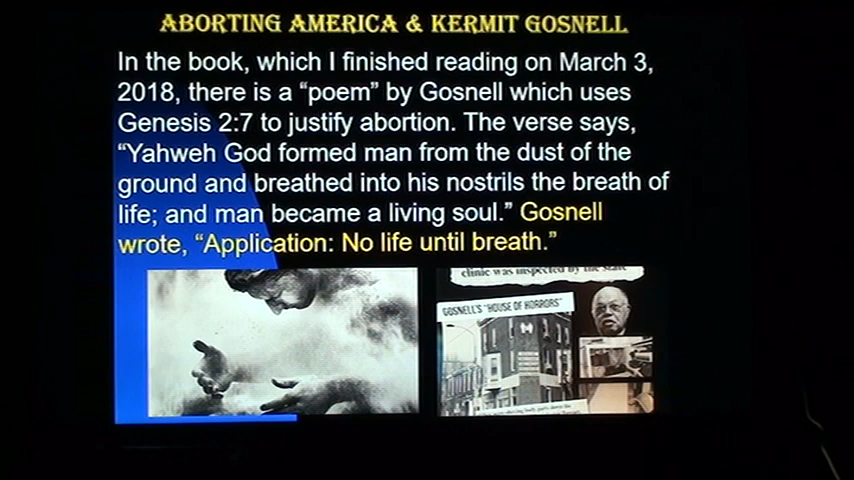 ABORTING AMERICA & KERMIT GOSNELL
In the book, which I finished reading on March 3,
2018, there is a “poem” by Gosnell which uses
Genesis 2:7 to justify abortion. The verse says,
“Yahweh God formed man from the dust of the
ground and breathed into his nostrils the breath of
life; and man became a living soul.” Gosnell
wrote, “Application: No life until breath.”
clinic was inspected by the state
GOSNELL'S "HOUSE OF HORRORS"